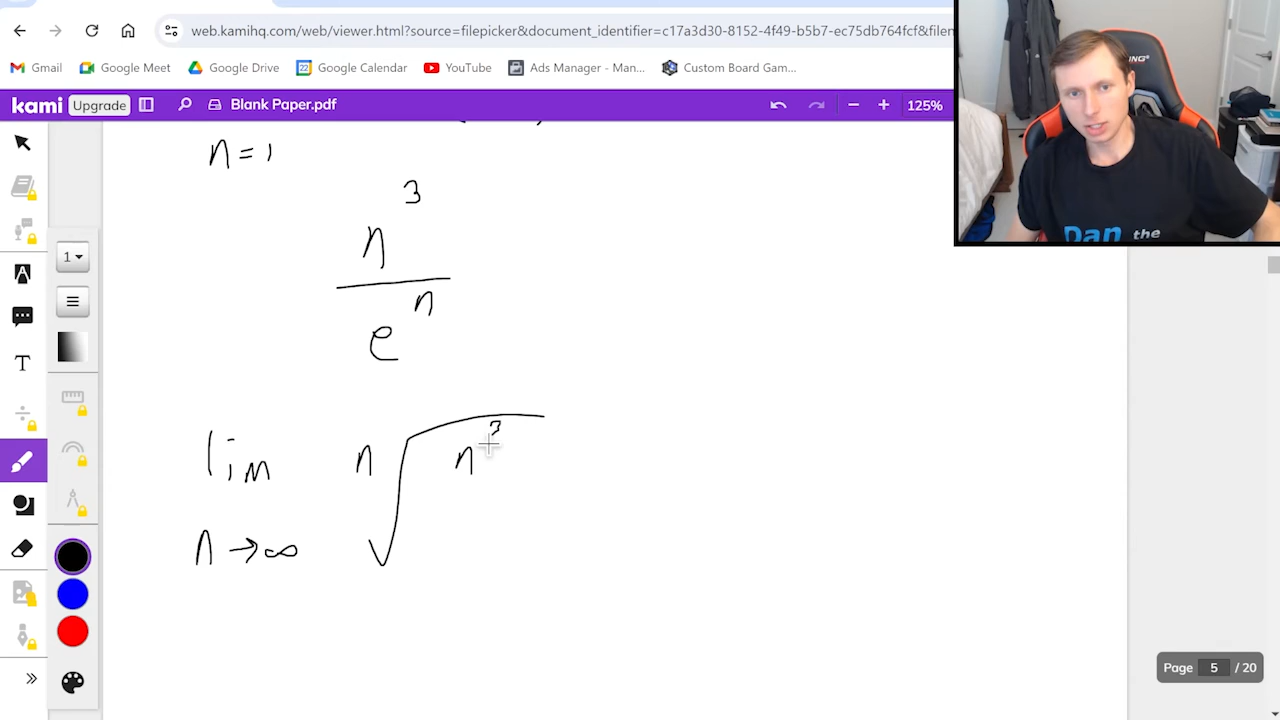 web.kamihq.com/web/viewer.html?source=filepicker&document_identifier=c17a3d30-8152-4f49-b5b7-ec75db764fcf&filen
Gmail Google Meet Google Drive 22 Google Calendar YouTube Ads Manager - Man... Custom Board Gam...
kami Upgrade Blank Paper.pdf 125%
n = 1
n^3
e^n
lim n√n^3
n → ∞
1
T
Dan the
Page 5 / 20